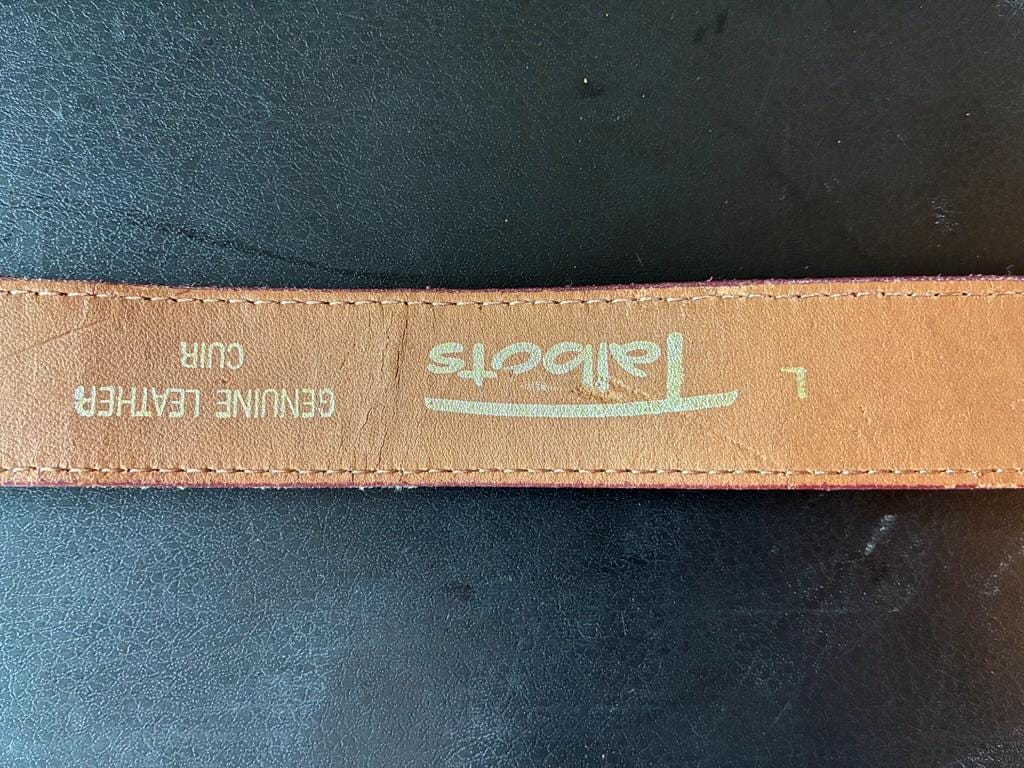 L
Talbots
GENUINE LEATHER
CUIR